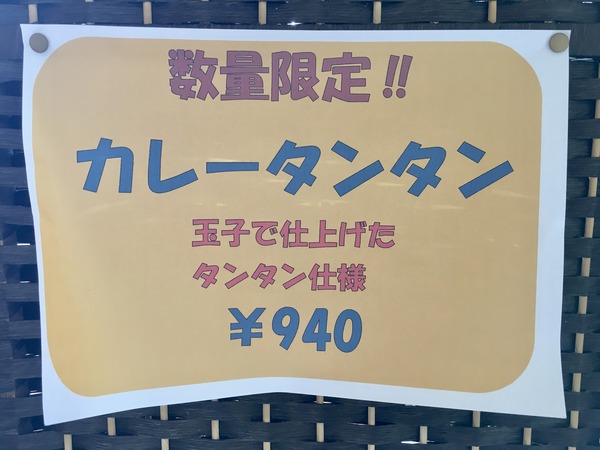 数量限定!!
カレータンタン
玉子で仕上げた
タンタン仕様
￥940